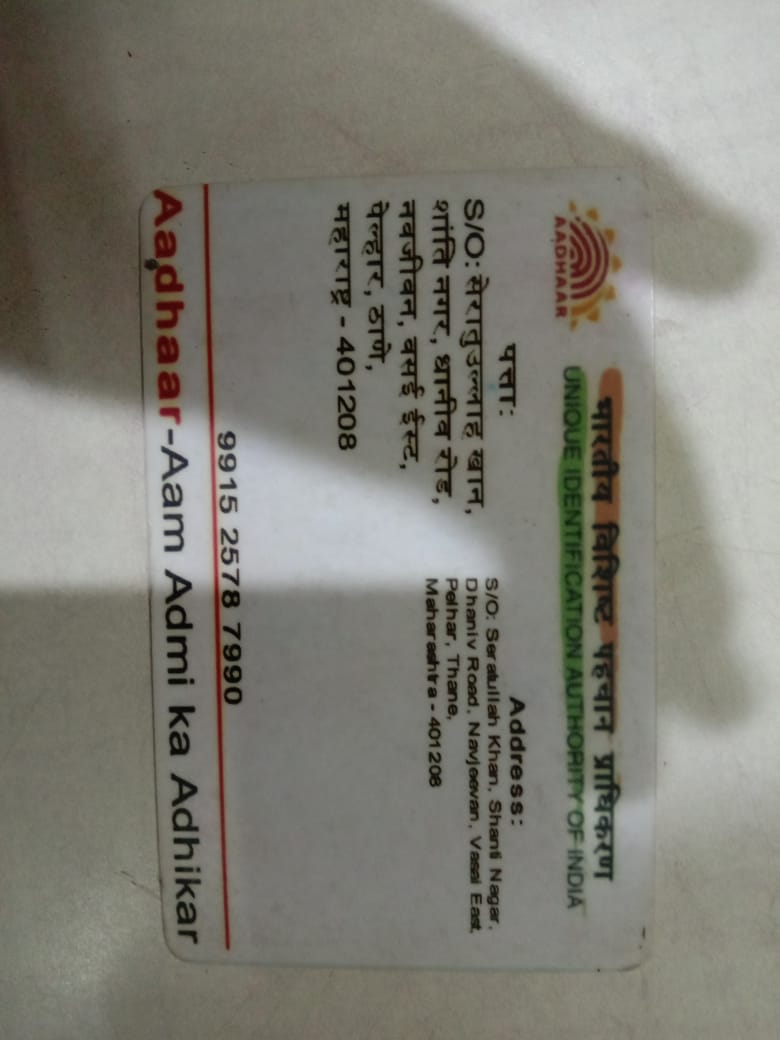 भारतीय विशिष्ट पहचान प्राधिकरण
UNIQUE IDENTIFICATION AUTHORITY OF INDIA
AADHAAR
पत्ता:
S/O: सेरातुउल्लाह खान,
शांति नगर, धानीव रोड,
नवजीवन, वसई ईस्ट,
पेल्हार, ठाणे,
महाराष्ट्र - 401208
Address:
S/O: Seratullah Khan, Shanti Nagar,
Dhaniv Road, Navjeevan, Vasai East,
Pelhar, Thane,
Maharashtra - 401208
9915 2578 7990
Aadhaar-Aam Admi ka Adhikar